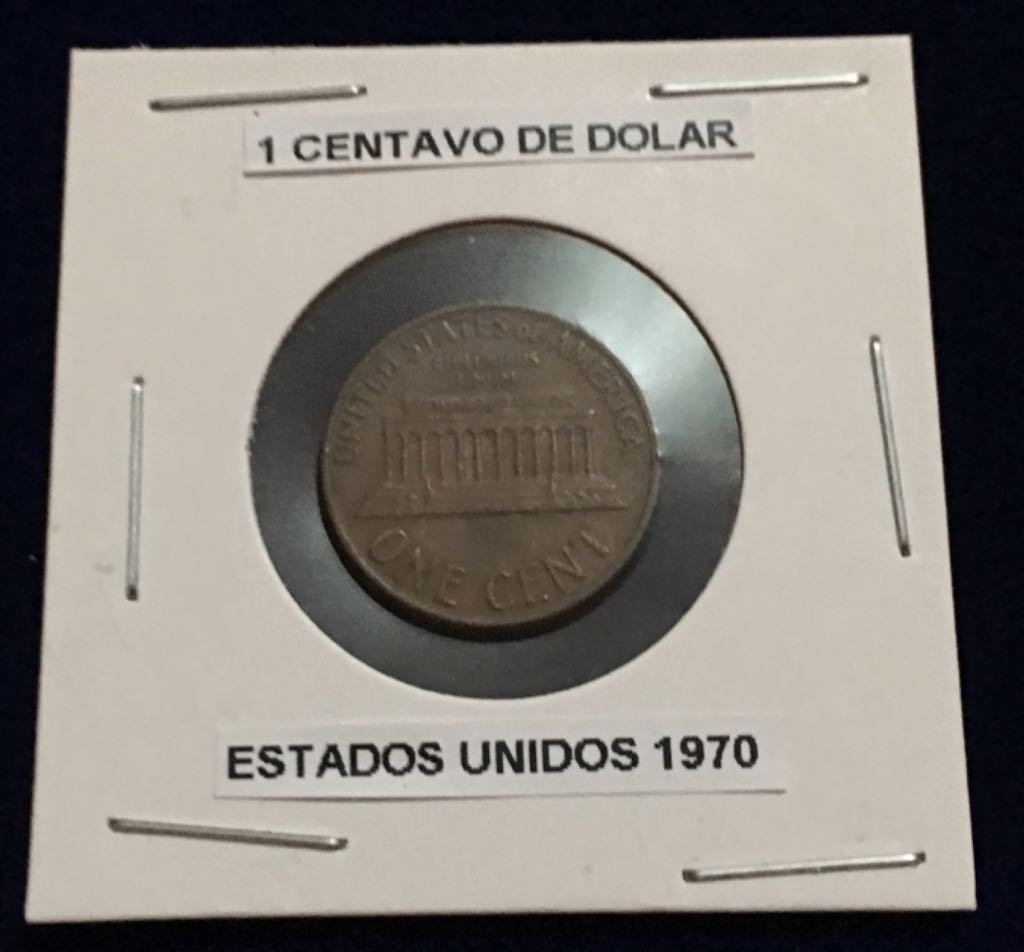 1 CENTAVO DE DOLAR
UNITED STATES OF AMERICA
ONE CENT
ESTADOS UNIDOS 1970